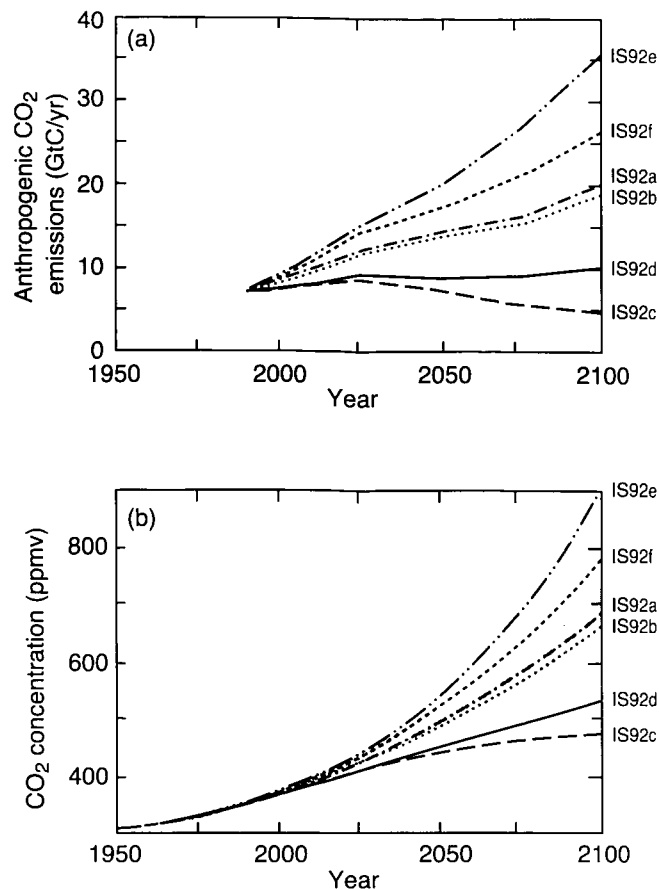 (a)
Anthropogenic CO2
emissions (GtC/yr)
40
30
20
10
0
IS92e
IS92f
IS92a
IS92b
IS92d
IS92c
1950
2000
2050
2100
Year
(b)
CO2 concentration (ppmv)
800
600
400
IS92e
IS92f
IS92a
IS92b
IS92d
IS92c
1950
2000
2050
2100
Year